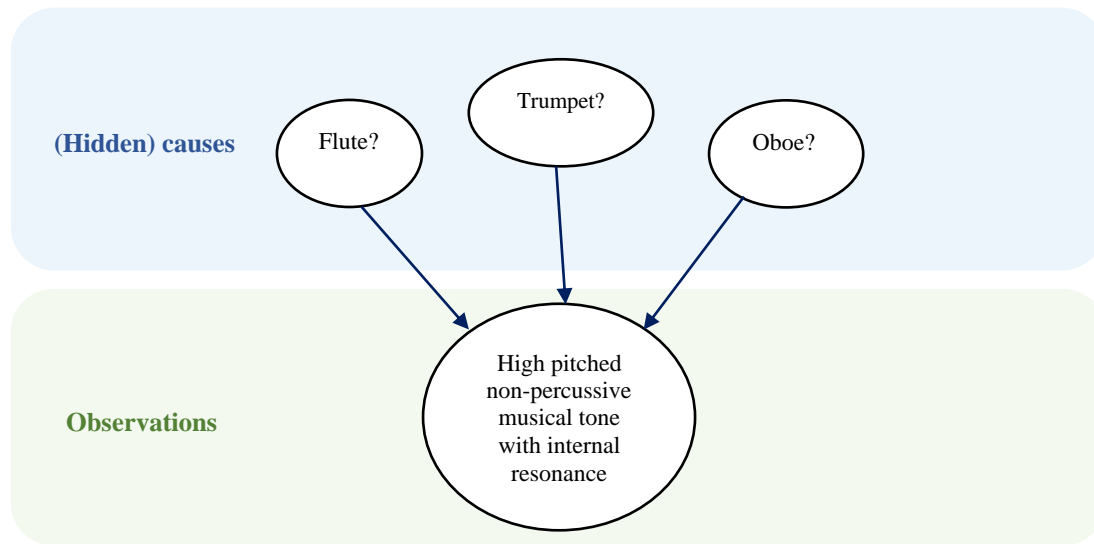 Trumpet?
(Hidden) causes
Flute?
Oboe?
High pitched
non-percussive
musical tone
with internal
resonance
Observations